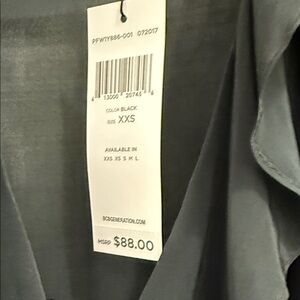 PFW1Y886-001 072017
6 13000 20745 6
COLOR BLACK
SIZE XXS
AVAILABLE IN
XXS XS S M L
BCBGENERATION.COM
MSRP $88.00